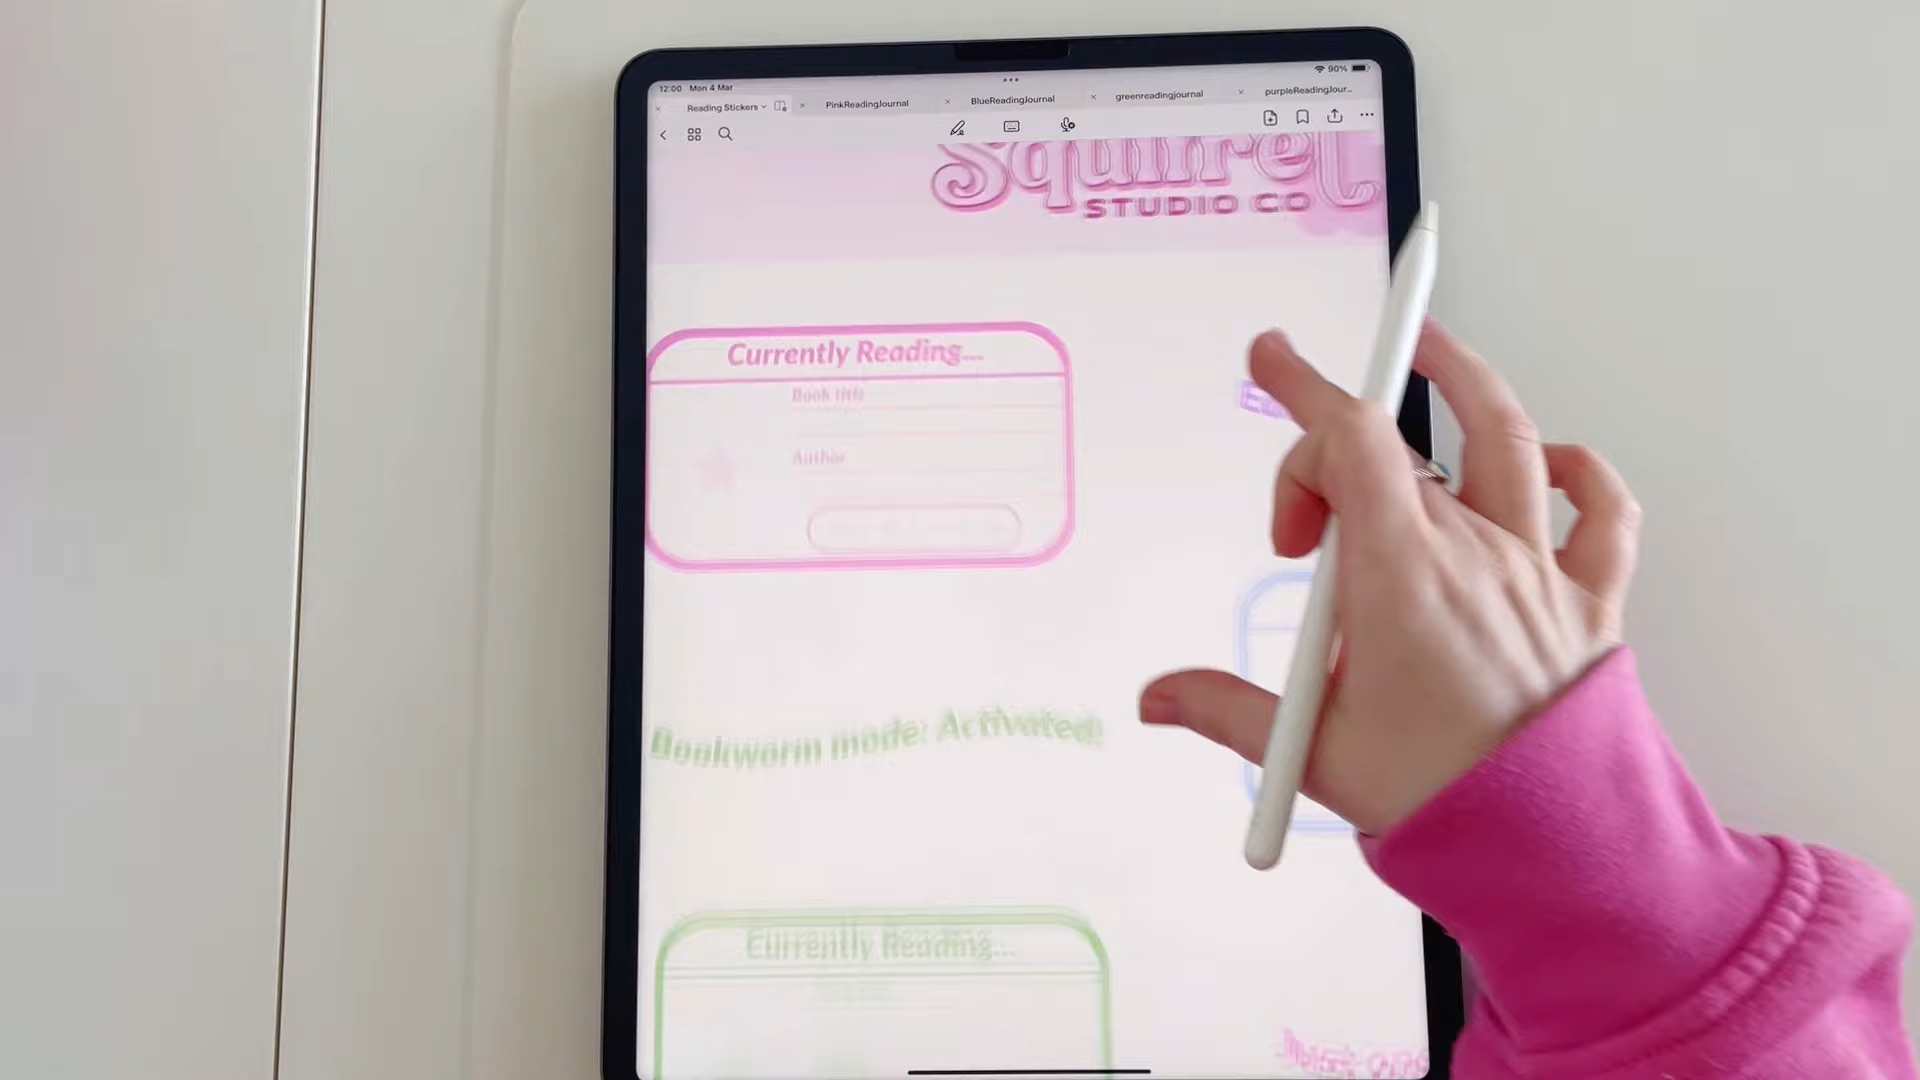 12:00 Mon 4 Mar
90%
Reading Stickers
PinkReadingJournal
BlueReadingJournal
greenreadingjournal
purpleReadingJour...
Squirrel
STUDIO CO
Currently Reading...
Book title
Author
Bookworm mode: Activated!
Currently Reading...